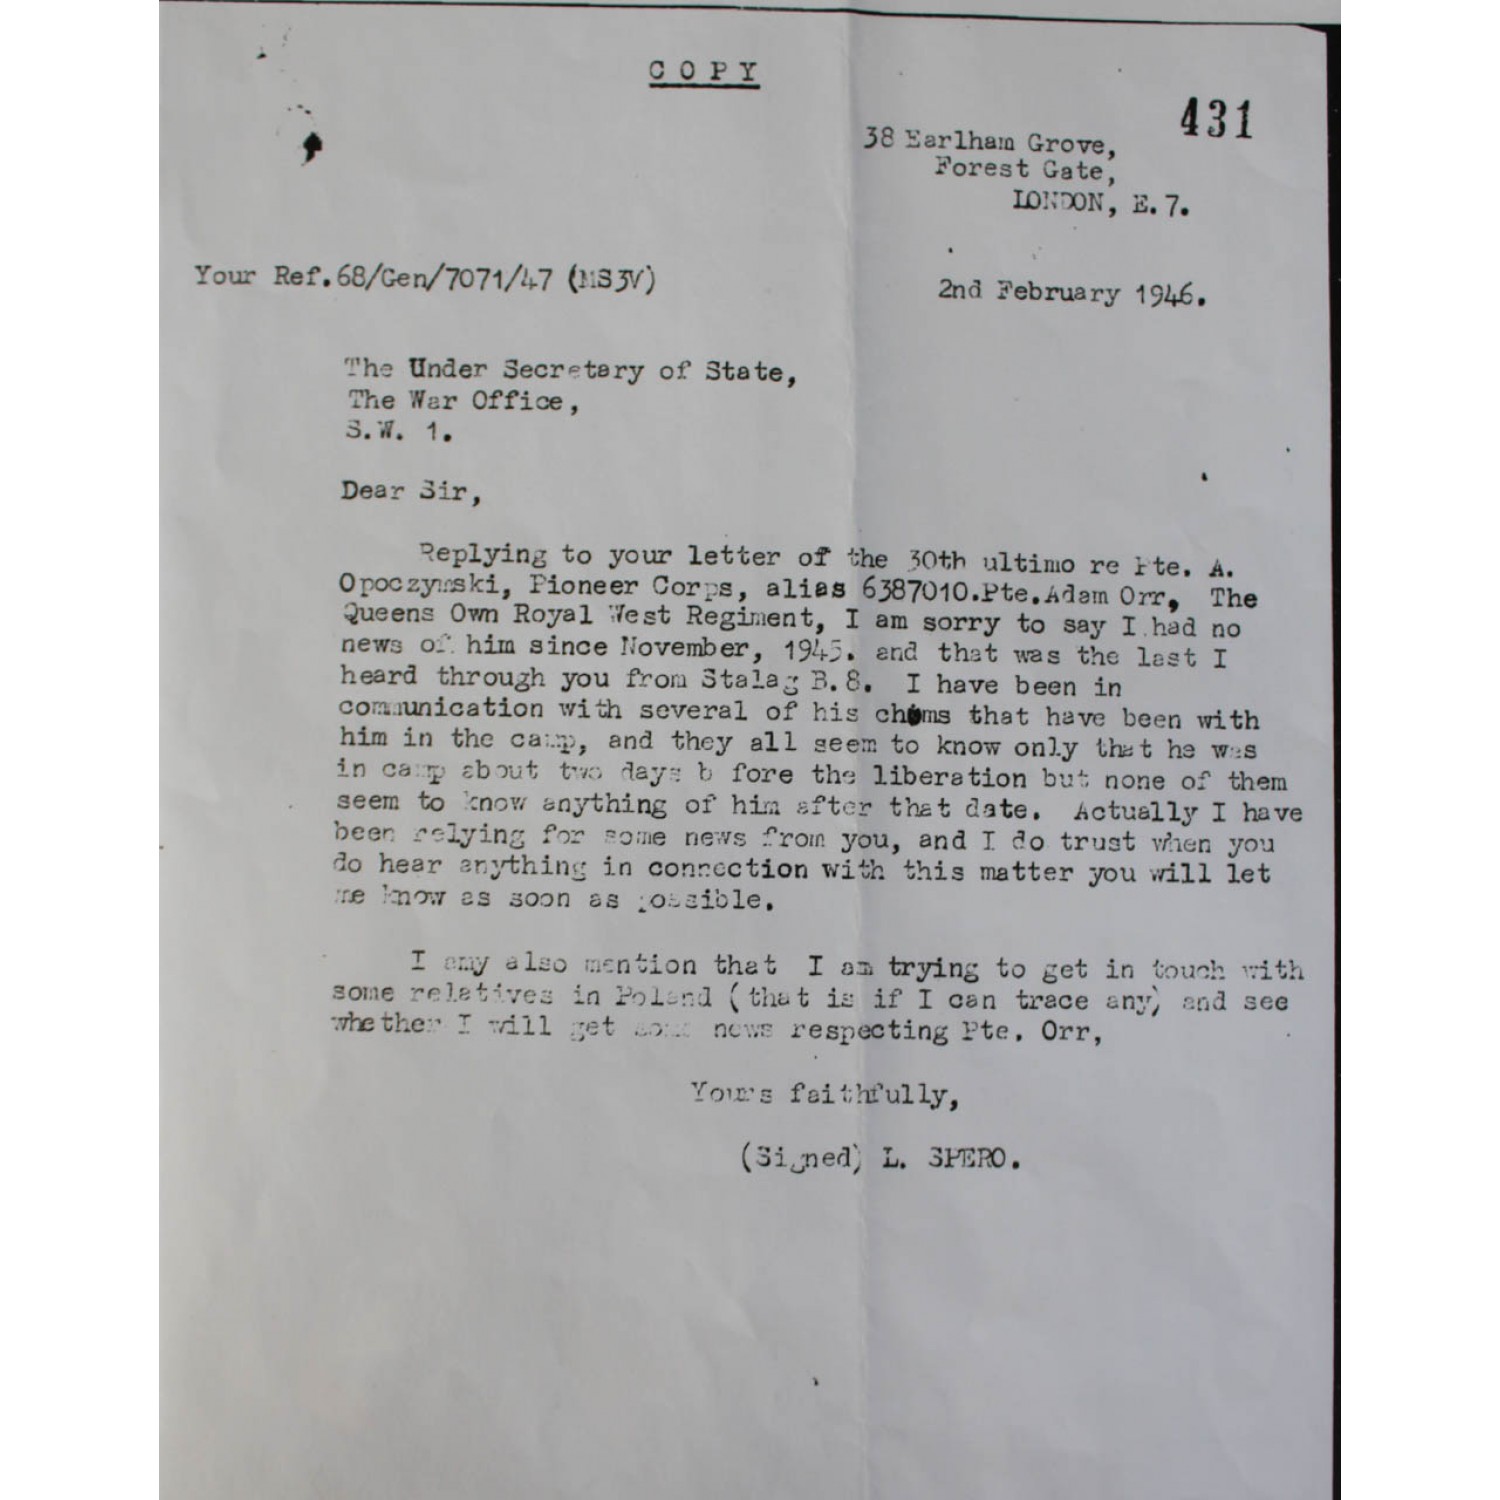 COPY
431
38 Earlham Grove,
Forest Gate,
LONDON, E.7.
Your Ref.68/Gen/7071/47 (MS3V)
2nd February 1946.
The Under Secretary of State,
The War Office,
S.W. 1.
Dear Sir,
Replying to your letter of the 30th ultimo re Pte. A.
Opoczynski, Pioneer Corps, alias 6387010.Pte.Adam Orr, The
Queens Own Royal West Regiment, I am sorry to say I had no
news of him since November, 1945. and that was the last I
heard through you from Stalag B.8. I have been in
communication with several of his chums that have been with
him in the camp, and they all seem to know only that he was
in camp about two days b fore the liberation but none of them
seem to know anything of him after that date. Actually I have
been relying for some news from you, and I do trust when you
do hear anything in connection with this matter you will let
me know as soon as possible.
I amy also mention that I am trying to get in touch with
some relatives in Poland (that is if I can trace any) and see
whether I will get some news respecting Pte. Orr,
Yours faithfully,
(Signed) L. SPERO.